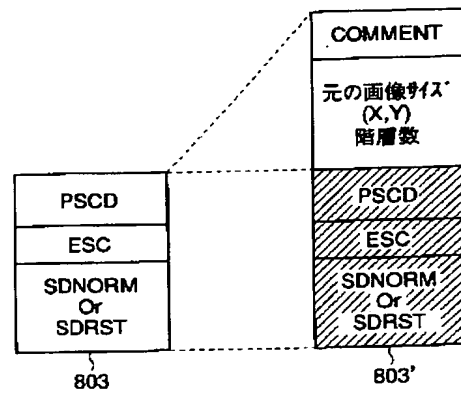 COMMENT
元の画像サイズ
(X,Y)
階層数
PSCD
ESC
SDNORM
Or
SDRST
803
PSCD
ESC
SDNORM
Or
SDRST
803'